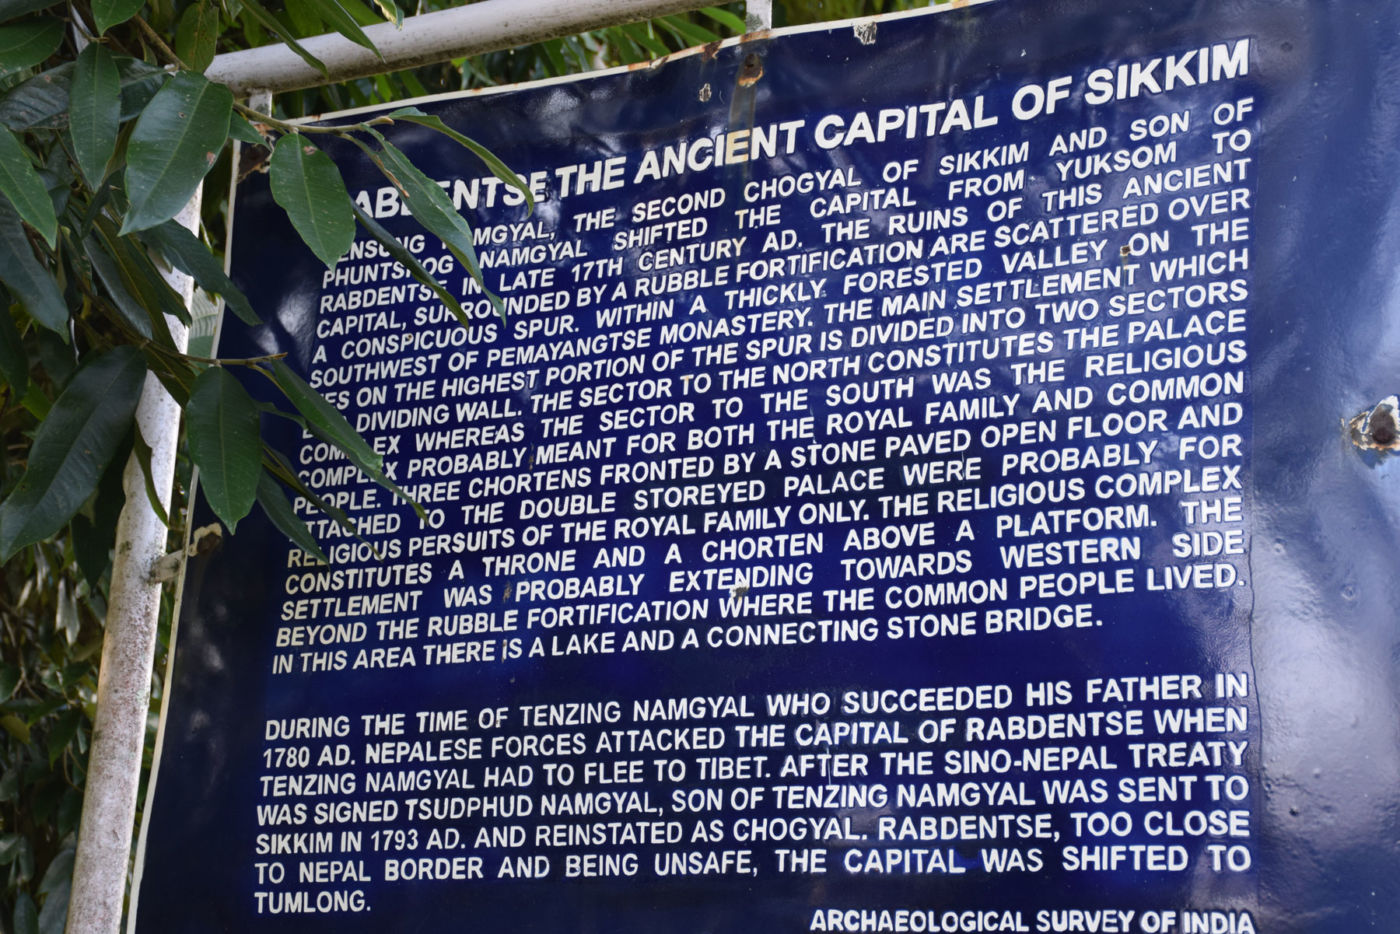 ABDENTSE THE ANCIENT CAPITAL OF SIKKIM
NAMGYAL, THE SECOND CHOGYAL OF SIKKIM AND SON OF
PHUNTSHOG NAMGYAL SHIFTED THE CAPITAL FROM YUKSOM TO
RABDENTSE IN LATE 17TH CENTURY AD. THE RUINS OF THIS ANCIENT
CAPITAL, SURROUNDED BY A RUBBLE FORTIFICATION ARE SCATTERED OVER
A CONSPICUOUS SPUR. WITHIN A THICKLY FORESTED VALLEY ON THE
SOUTHWEST OF PEMAYANGTSE MONASTERY. THE MAIN SETTLEMENT WHICH
ON THE HIGHEST PORTION OF THE SPUR IS DIVIDED INTO TWO SECTORS
DIVIDING WALL. THE SECTOR TO THE NORTH CONSTITUTES THE PALACE
COMPLEX WHEREAS THE SECTOR TO THE SOUTH WAS THE RELIGIOUS
COMPLEX PROBABLY MEANT FOR BOTH THE ROYAL FAMILY AND COMMON
PEOPLE. THREE CHORTENS FRONTED BY A STONE PAVED OPEN FLOOR AND
ATTACHED TO THE DOUBLE STOREYED PALACE WERE PROBABLY FOR
RELIGIOUS PERSUITS OF THE ROYAL FAMILY ONLY. THE RELIGIOUS COMPLEX
CONSTITUTES A THRONE AND A CHORTEN ABOVE A PLATFORM. THE
SETTLEMENT WAS PROBABLY EXTENDING TOWARDS WESTERN SIDE
BEYOND THE RUBBLE FORTIFICATION WHERE THE COMMON PEOPLE LIVED.
IN THIS AREA THERE IS A LAKE AND A CONNECTING STONE BRIDGE.
DURING THE TIME OF TENZING NAMGYAL WHO SUCCEEDED HIS FATHER IN
1780 AD. NEPALESE FORCES ATTACKED THE CAPITAL OF RABDENTSE WHEN
TENZING NAMGYAL HAD TO FLEE TO TIBET. AFTER THE SINO-NEPAL TREATY
WAS SIGNED TSUDPHUD NAMGYAL, SON OF TENZING NAMGYAL WAS SENT TO
SIKKIM IN 1793 AD. AND REINSTATED AS CHOGYAL. RABDENTSE, TOO CLOSE
TO NEPAL BORDER AND BEING UNSAFE, THE CAPITAL WAS SHIFTED TO
TUMLONG.
ARCHAEOLOGICAL SURVEY OF INDIA